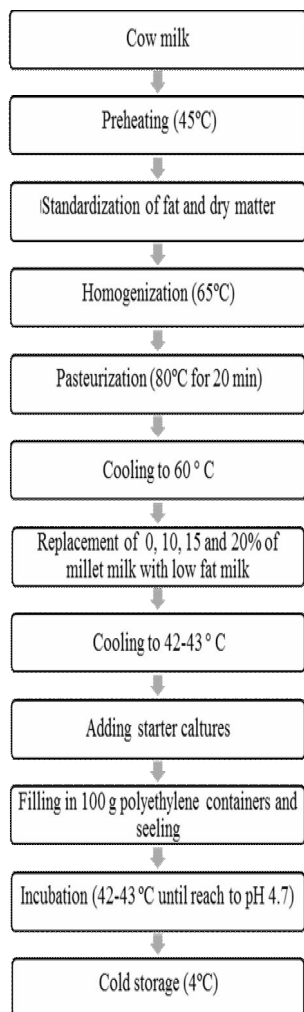 Cow milk
Preheating (45ºC)
Standardization of fat and dry matter
Homogenization (65ºC)
Pasteurization (80ºC for 20 min)
Cooling to 60 º C
Replacement of 0, 10, 15 and 20% of
millet milk with low fat milk
Cooling to 42-43 º C
Adding starter caltures
Filling in 100 g polyethylene containers and
seeling
Incubation (42-43 ºC until reach to pH 4.7)
Cold storage (4ºC)